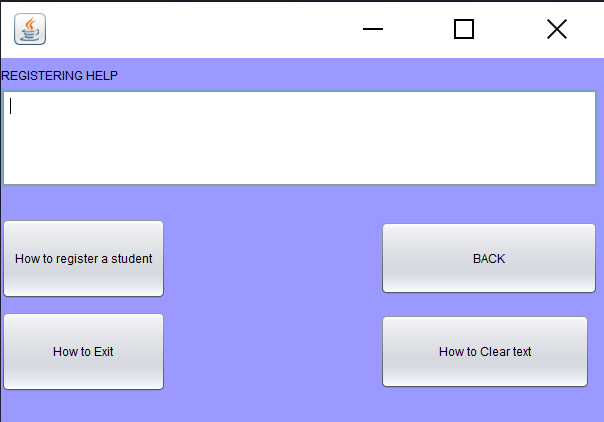 REGISTERING HELP
How to register a student
BACK
How to Exit
How to Clear text